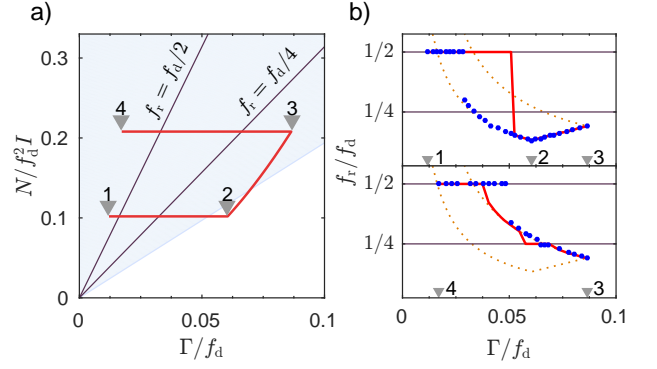 a)
b)
0.3
0.2
0.1
0
N/f_d^2 I
f_r = f_d/2
f_r = f_d/4
4
3
1
2
0
0.05
0.1
Γ/f_d
1/2
1/4
1
2
3
f_r/f_d
1/2
1/4
4
3
0
0.05
0.1
Γ/f_d